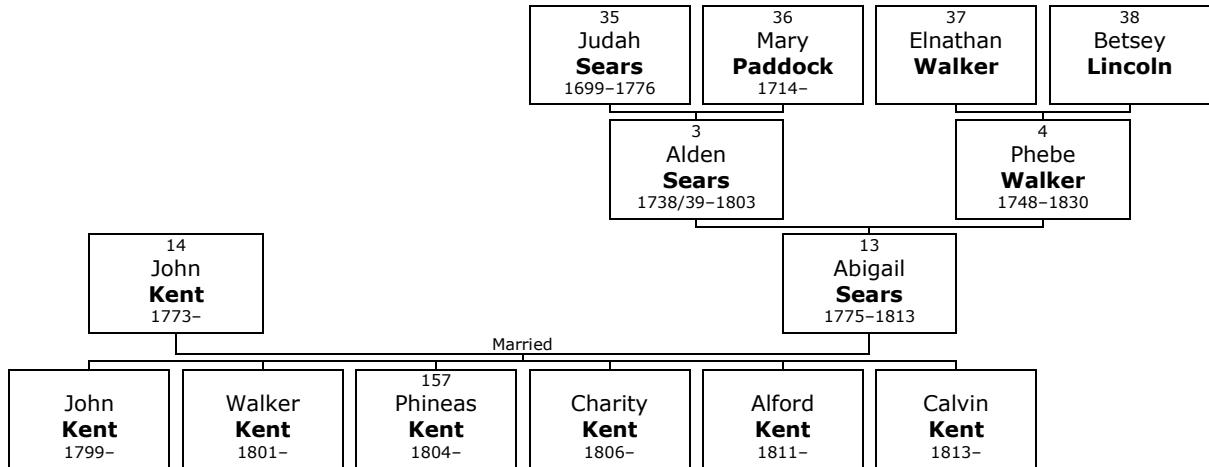 35
Judah
Sears
1699–1776
36
Mary
Paddock
1714–
37
Elnathan
Walker
38
Betsey
Lincoln
3
Alden
Sears
1738/39–1803
4
Phebe
Walker
1748–1830
14
John
Kent
1773–
13
Abigail
Sears
1775–1813
Married
John
Kent
1799–
Walker
Kent
1801–
157
Phineas
Kent
1804–
Charity
Kent
1806–
Alford
Kent
1811–
Calvin
Kent
1813–